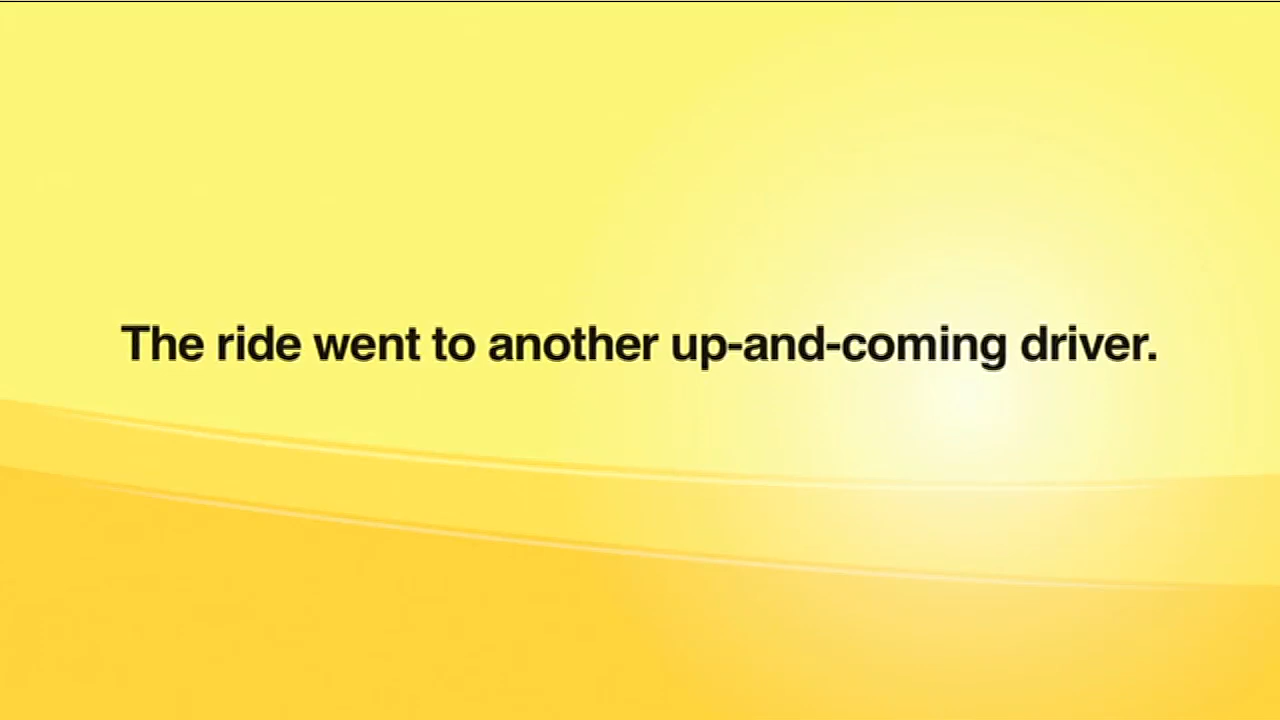 The ride went to another up-and-coming driver.